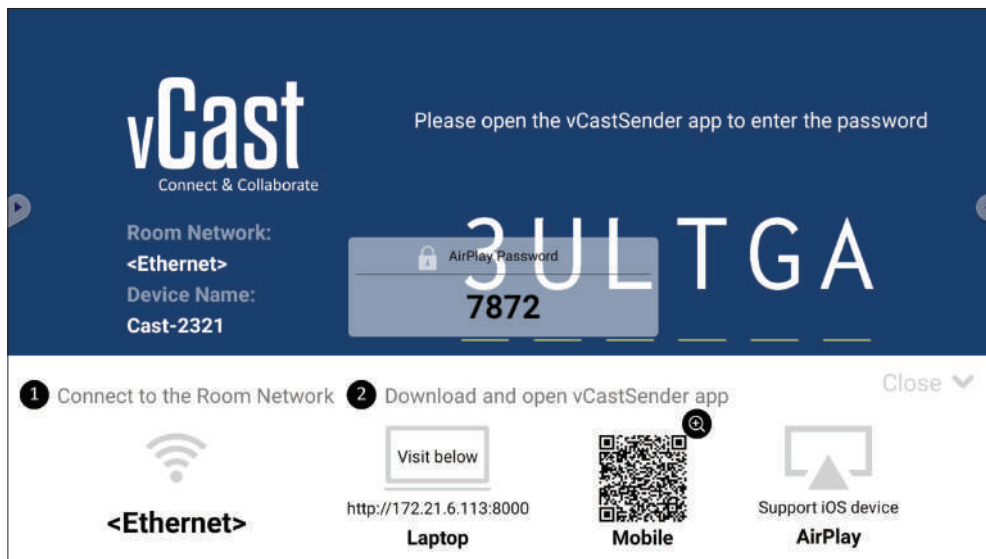 vCast
Connect & Collaborate
Please open the vCastSender app to enter the password
Room Network:
<Ethernet>
Device Name:
Cast-2321
3ULTGA
AirPlay Password
7872
1 Connect to the Room Network
2 Download and open vCastSender app
Close
<Ethernet>
Visit below
http://172.21.6.113:8000
Laptop
Mobile
Support iOS device
AirPlay